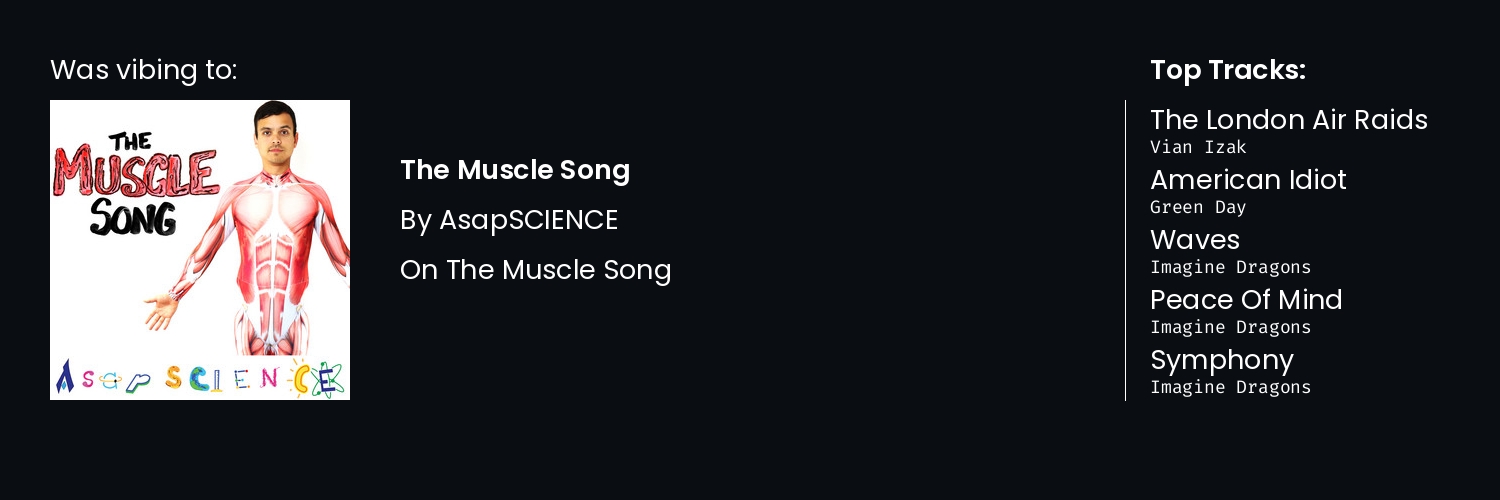 Was vibing to:
THE
MUSCLE
SONG
Asap SCIENCE
The Muscle Song
By AsapSCIENCE
On The Muscle Song
Top Tracks:
The London Air Raids
Vian Izak
American Idiot
Green Day
Waves
Imagine Dragons
Peace Of Mind
Imagine Dragons
Symphony
Imagine Dragons